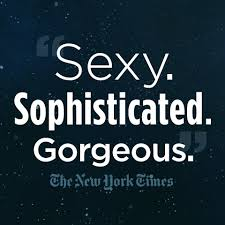 “Sexy.
Sophisticated.
Gorgeous.”
The New York Times